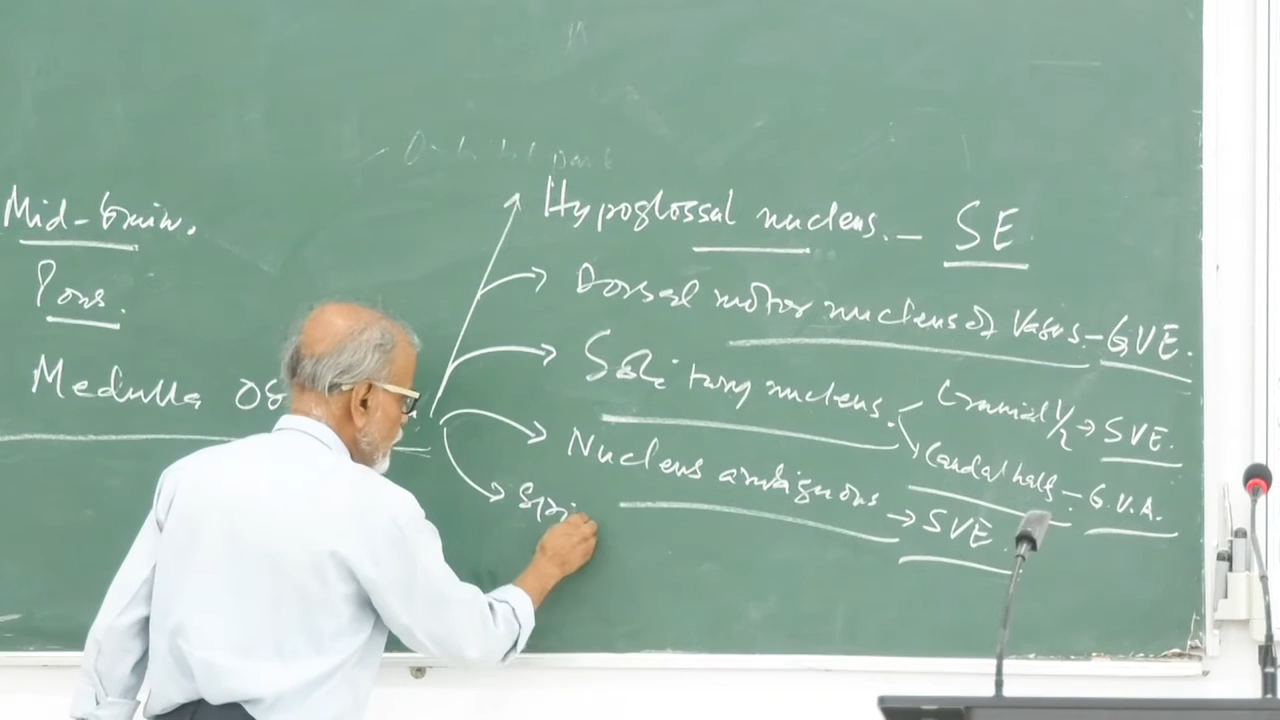 Mid-brain.
Pons.
Medulla
Hypoglossal nucleus. – SE
Dorsal motor nucleus of Vagus. – GVE.
Solitary nucleus.
Cranial 1/2 → SVE.
Caudal half – G.V.A.
Nucleus ambiguous → SVE.
Spi